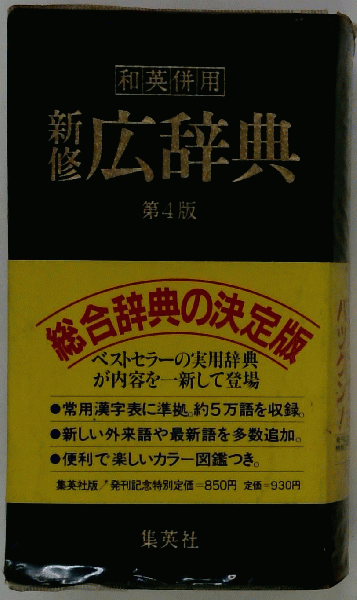 和英併用
新修 広辞典
第4版
総合辞典の決定版
ベストセラーの実用辞典
が内容を一新して登場
●常用漢字表に準拠。約5万語を収録。
●新しい外来語や最新語を多数追加。
●便利で楽しいカラー図鑑つき。
集英社版/発刊記念特別定価=850円 定価=930円
集英社